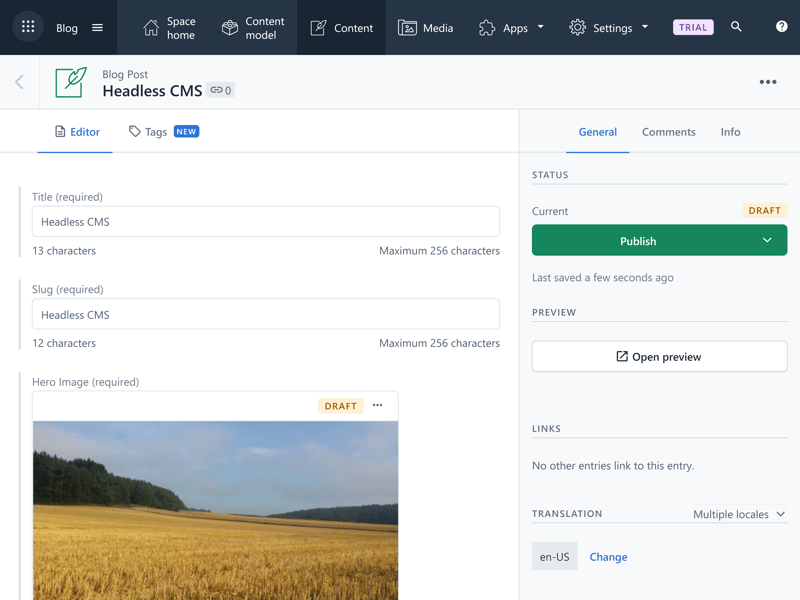 Blog
Space home
Content model
Content
Media
Apps
Settings
TRIAL
?
Blog Post
Headless CMS
()
Editor
Tags NEW
General
Comments
Info
Title (required)
Headless CMS
13 characters
Maximum 256 characters
Slug (required)
Headless CMS
12 characters
Maximum 256 characters
Hero Image (required)
DRAFT
STATUS
Current
DRAFT
Publish
Last saved a few seconds ago
PREVIEW
Open preview
LINKS
No other entries link to this entry.
TRANSLATION
Multiple locales
en-US
Change